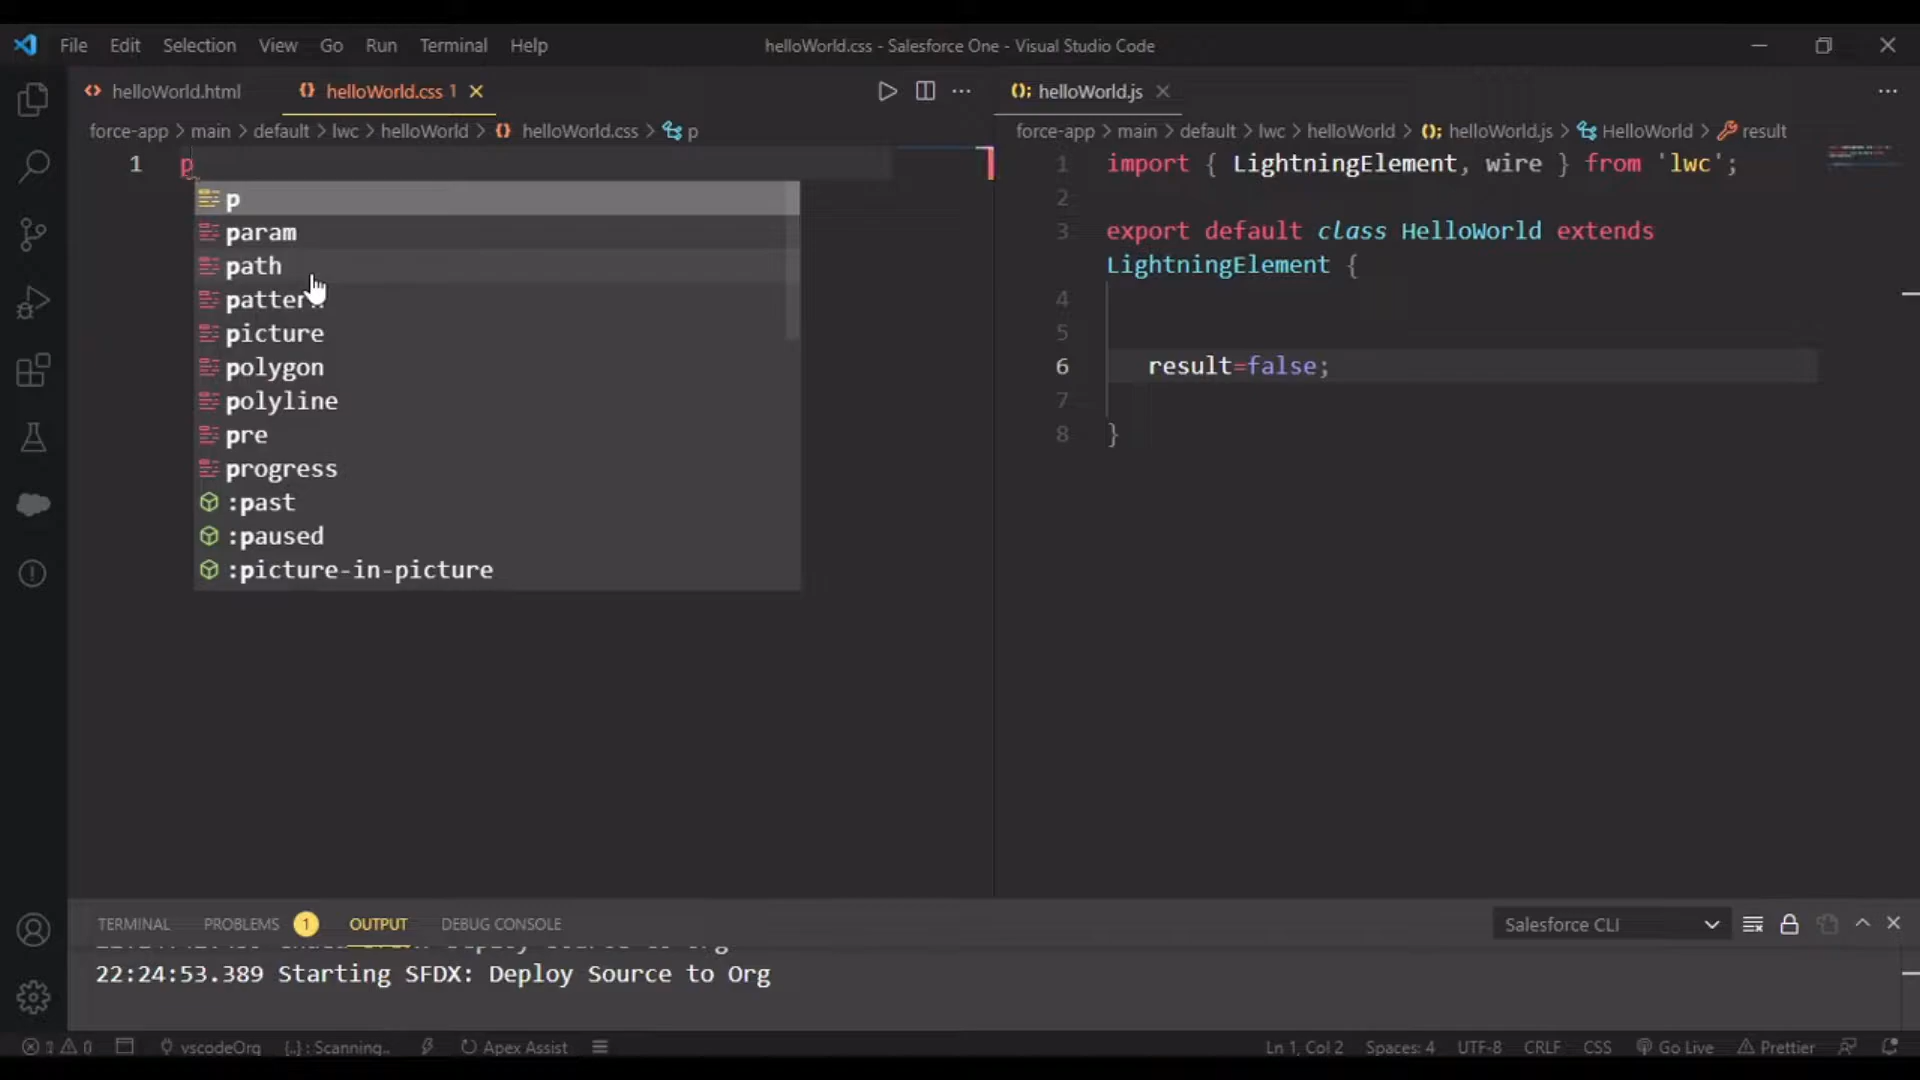 File Edit Selection View Go Run Terminal Help
helloWorld.css - Salesforce One - Visual Studio Code
helloWorld.html
helloWorld.css 1
helloWorld.js
force-app > main > default > lwc > helloWorld > helloWorld.css > p
force-app > main > default > lwc > helloWorld > helloWorld.js > HelloWorld > result
1 p
p
param
path
pattern
picture
polygon
polyline
pre
progress
:past
:paused
:picture-in-picture
1 import { LightningElement, wire } from 'lwc';
2
3 export default class HelloWorld extends
LightningElement {
4
5
6 result=false;
7
8 }
TERMINAL PROBLEMS 1 OUTPUT DEBUG CONSOLE
Salesforce CLI
22:24:53.389 Starting SFDX: Deploy Source to Org
1 0 vscodeOrg {..} : Scanning.. Apex Assist
Ln 1, Col 2 Spaces: 4 UTF-8 CRLF CSS Go Live Prettier